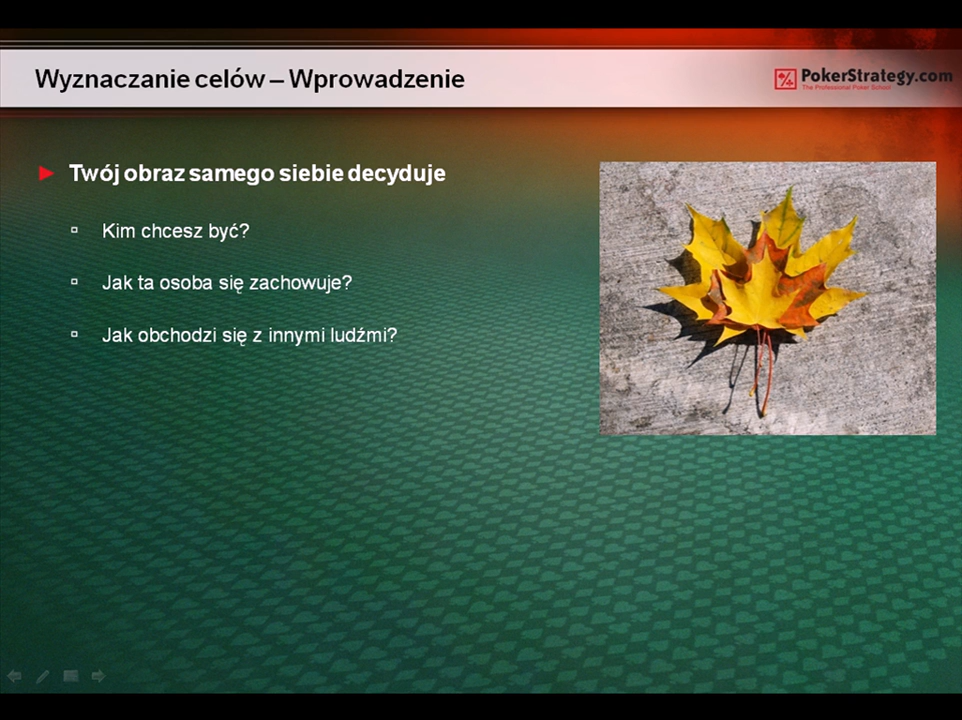 Wyznaczanie celów – Wprowadzenie
PokerStrategy.com
The Professional Poker School
Twój obraz samego siebie decyduje
Kim chcesz być?
Jak ta osoba się zachowuje?
Jak obchodzi się z innymi ludźmi?